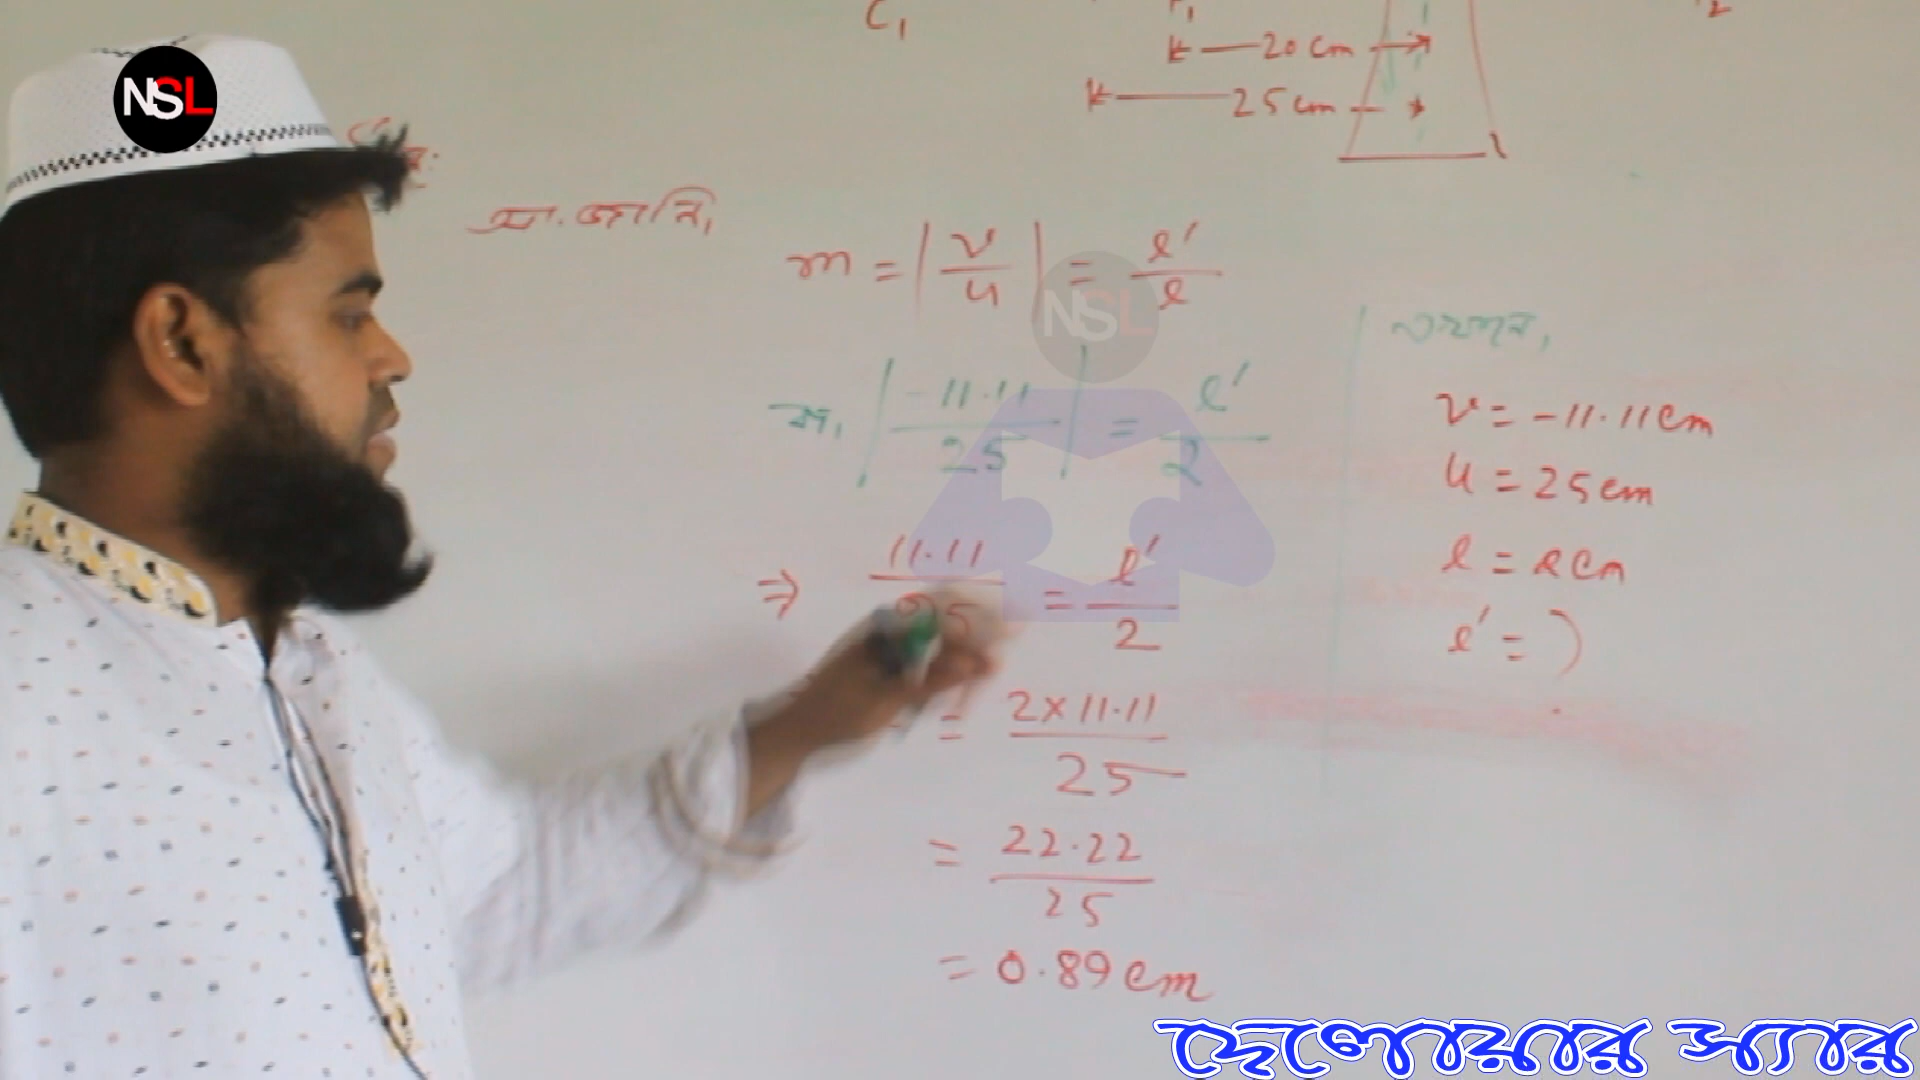 NSL
C₁
20 cm
25 cm
আ. জানি,
m = |v/u| = l'/l
NSL
বা, |-11.11/25| = l'/2
⇒ 11.11/25 = l'/2
= 2×11.11/25
= 22.22/25
= 0.89 cm
এখানে,
v = -11.11 cm
u = 25 cm
l = 2 cm
l' = ?
দেলোয়ার স্যার